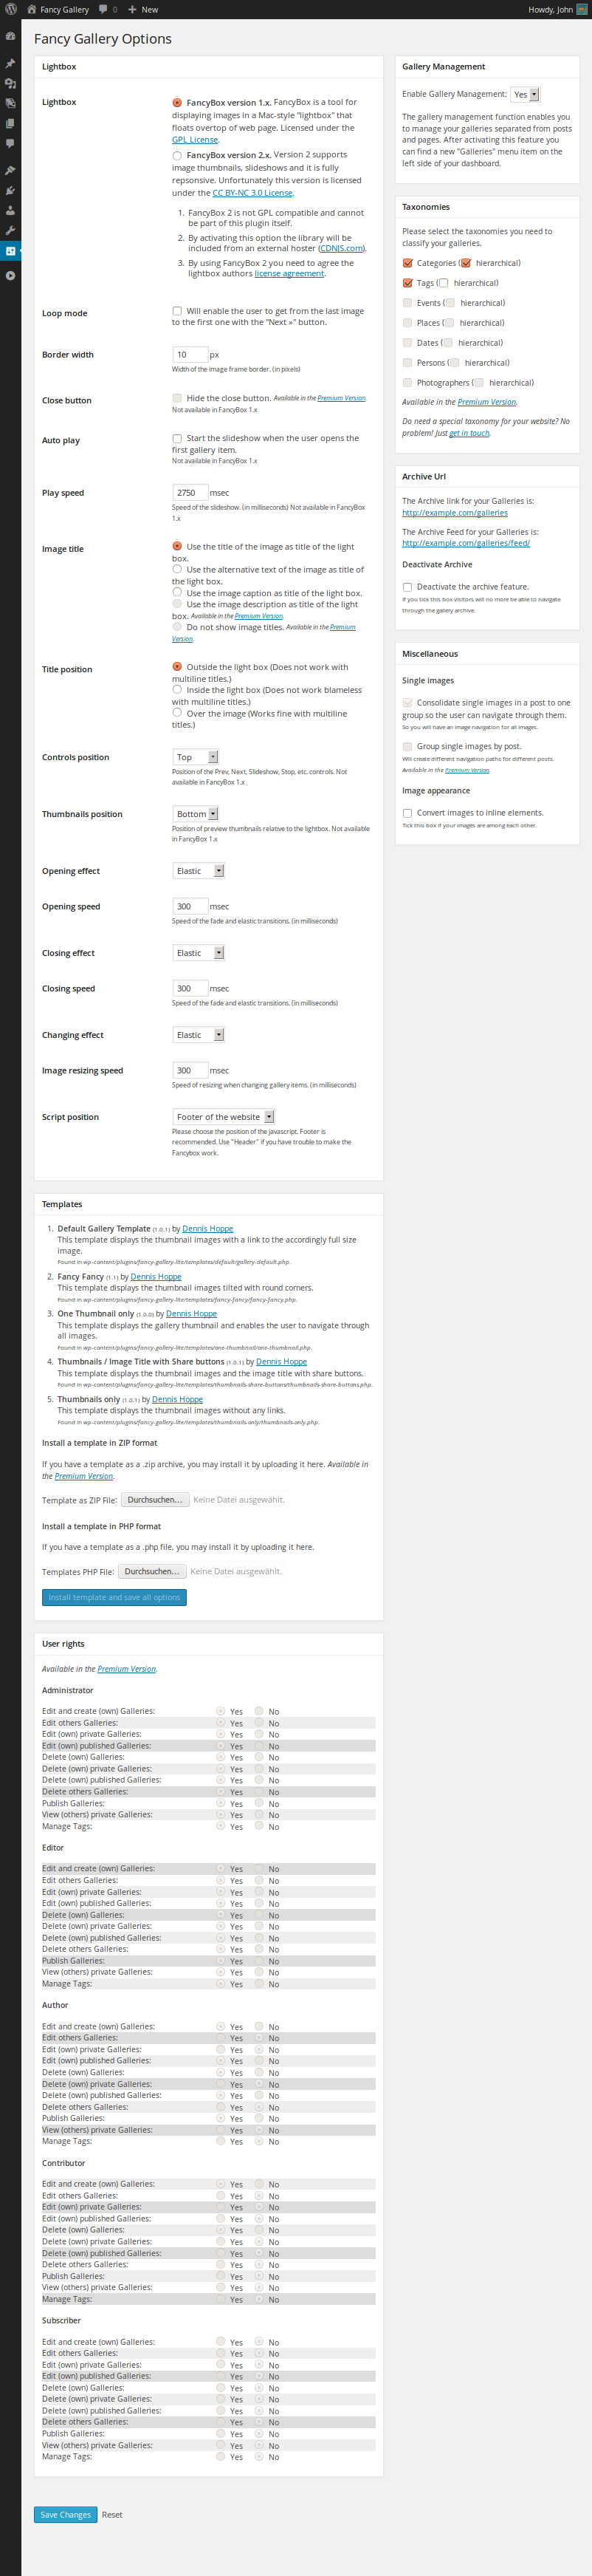 Fancy Gallery 0 New Howdy, John
Fancy Gallery Options
Lightbox
Lightbox
FancyBox version 1.x. FancyBox is a tool for
displaying images in a Mac-style "lightbox" that
floats overtop of web page. Licensed under the
GPL License.
FancyBox version 2.x. Version 2 supports
image thumbnails, slideshows and it is fully
repsonsive. Unfortunately this version is licensed
under the CC BY-NC 3.0 License.
1. FancyBox 2 is not GPL compatible and cannot
be part of this plugin itself.
2. By activating this option the library will be
included from an external hoster (CDNJS.com).
3. By using FancyBox 2 you need to agree the
lightbox authors license agreement.
Loop mode
Will enable the user to get from the last image
to the first one with the "Next »" button.
Border width
10 px
Width of the image frame border. (in pixels)
Close button
Hide the close button. Available in the Premium Version.
Not available in FancyBox 1.x
Auto play
Start the slideshow when the user opens the
first gallery item.
Not available in FancyBox 1.x
Play speed
2750 msec
Speed of the slideshow. (in milliseconds) Not available in FancyBox
1.x
Image title
Use the title of the image as title of the light
box.
Use the alternative text of the image as title of
the light box.
Use the image caption as title of the light box.
Use the image description as title of the light
box. Available in the Premium Version.
Do not show image titles. Available in the Premium
Version.
Title position
Outside the light box (Does not work with
multiline titles.)
Inside the light box (Does not work blameless
with multiline titles.)
Over the image (Works fine with multiline
titles.)
Controls position
Top
Position of the Prev, Next, Slideshow, Stop, etc. controls. Not
available in FancyBox 1.x
Thumbnails position
Bottom
Position of preview thumbnails relative to the lightbox. Not available
in FancyBox 1.x
Opening effect
Elastic
Opening speed
300 msec
Speed of the fade and elastic transitions. (in milliseconds)
Closing effect
Elastic
Closing speed
300 msec
Speed of the fade and elastic transitions. (in milliseconds)
Changing effect
Elastic
Image resizing speed
300 msec
Speed of resizing when changing gallery items. (in milliseconds)
Script position
Footer of the website
Please choose the position of the javascript. Footer is
recommended. Use "Header" if you have trouble to make the
Fancybox work.
Templates
1. Default Gallery Template (1.0.1) by Dennis Hoppe
This template displays the thumbnail images with a link to the accordingly full size
image.
Found in wp-content/plugins/fancy-gallery-lite/templates/default/gallery-default.php.
2. Fancy Fancy (1.1) by Dennis Hoppe
This template displays the thumbnail images tilted with round corners.
Found in wp-content/plugins/fancy-gallery-lite/templates/fancy-fancy/fancy-fancy.php.
3. One Thumbnail only (1.0.0) by Dennis Hoppe
This template displays the gallery thumbnail and enables the user to navigate through
all images.
Found in wp-content/plugins/fancy-gallery-lite/templates/one-thumbnail/one-thumbnail.php.
4. Thumbnails / Image Title with Share buttons (1.0.1) by Dennis Hoppe
This template displays the thumbnail images and the image title with share buttons.
Found in wp-content/plugins/fancy-gallery-lite/templates/thumbnails-share-buttons/thumbnails-share-buttons.php.
5. Thumbnails only (1.0.1) by Dennis Hoppe
This template displays the thumbnail images without any links.
Found in wp-content/plugins/fancy-gallery-lite/templates/thumbnails-only/thumbnails-only.php.
Install a template in ZIP format
If you have a template as a .zip archive, you may install it by uploading it here. Available in
the Premium Version.
Template as ZIP File: Durchsuchen... Keine Datei ausgewählt.
Install a template in PHP format
If you have a template as a .php file, you may install it by uploading it here.
Templates PHP File: Durchsuchen... Keine Datei ausgewählt.
Install template and save all options
User rights
Available in the Premium Version.
Administrator
Edit and create (own) Galleries: Yes No
Edit others Galleries: Yes No
Edit (own) private Galleries: Yes No
Edit (own) published Galleries: Yes No
Delete (own) Galleries: Yes No
Delete (own) private Galleries: Yes No
Delete (own) published Galleries: Yes No
Delete others Galleries: Yes No
Publish Galleries: Yes No
View (others) private Galleries: Yes No
Manage Tags: Yes No
Editor
Edit and create (own) Galleries: Yes No
Edit others Galleries: Yes No
Edit (own) private Galleries: Yes No
Edit (own) published Galleries: Yes No
Delete (own) Galleries: Yes No
Delete (own) private Galleries: Yes No
Delete (own) published Galleries: Yes No
Delete others Galleries: Yes No
Publish Galleries: Yes No
View (others) private Galleries: Yes No
Manage Tags: Yes No
Author
Edit and create (own) Galleries: Yes No
Edit others Galleries: Yes No
Edit (own) private Galleries: Yes No
Edit (own) published Galleries: Yes No
Delete (own) Galleries: Yes No
Delete (own) private Galleries: Yes No
Delete (own) published Galleries: Yes No
Delete others Galleries: Yes No
Publish Galleries: Yes No
View (others) private Galleries: Yes No
Manage Tags: Yes No
Contributor
Edit and create (own) Galleries: Yes No
Edit others Galleries: Yes No
Edit (own) private Galleries: Yes No
Edit (own) published Galleries: Yes No
Delete (own) Galleries: Yes No
Delete (own) private Galleries: Yes No
Delete (own) published Galleries: Yes No
Delete others Galleries: Yes No
Publish Galleries: Yes No
View (others) private Galleries: Yes No
Manage Tags: Yes No
Subscriber
Edit and create (own) Galleries: Yes No
Edit others Galleries: Yes No
Edit (own) private Galleries: Yes No
Edit (own) published Galleries: Yes No
Delete (own) Galleries: Yes No
Delete (own) private Galleries: Yes No
Delete (own) published Galleries: Yes No
Delete others Galleries: Yes No
Publish Galleries: Yes No
View (others) private Galleries: Yes No
Manage Tags: Yes No
Save Changes Reset
Gallery Management
Enable Gallery Management: Yes
The gallery management function enables you
to manage your galleries separated from posts
and pages. After activating this feature you
can find a new "Galleries" menu item on the
left side of your dashboard.
Taxonomies
Please select the taxonomies you need to
classify your galleries.
Categories ( hierarchical)
Tags ( hierarchical)
Events ( hierarchical)
Places ( hierarchical)
Dates ( hierarchical)
Persons ( hierarchical)
Photographers ( hierarchical)
Available in the Premium Version.
Do need a special taxonomy for your website? No
problem! Just get in touch.
Archive Url
The Archive link for your Galleries is:
http://example.com/galleries
The Archive Feed for your Galleries is:
http://example.com/galleries/feed/
Deactivate Archive
Deactivate the archive feature.
If you tick this box visitors will no more be able to navigate
through the gallery archive.
Miscellaneous
Single images
Consolidate single images in a post to one
group so the user can navigate through them.
So you will have an image navigation for all images.
Group single images by post.
Will create different navigation paths for different posts.
Available in the Premium Version.
Image appearance
Convert images to inline elements.
Tick this box if your images are among each other.